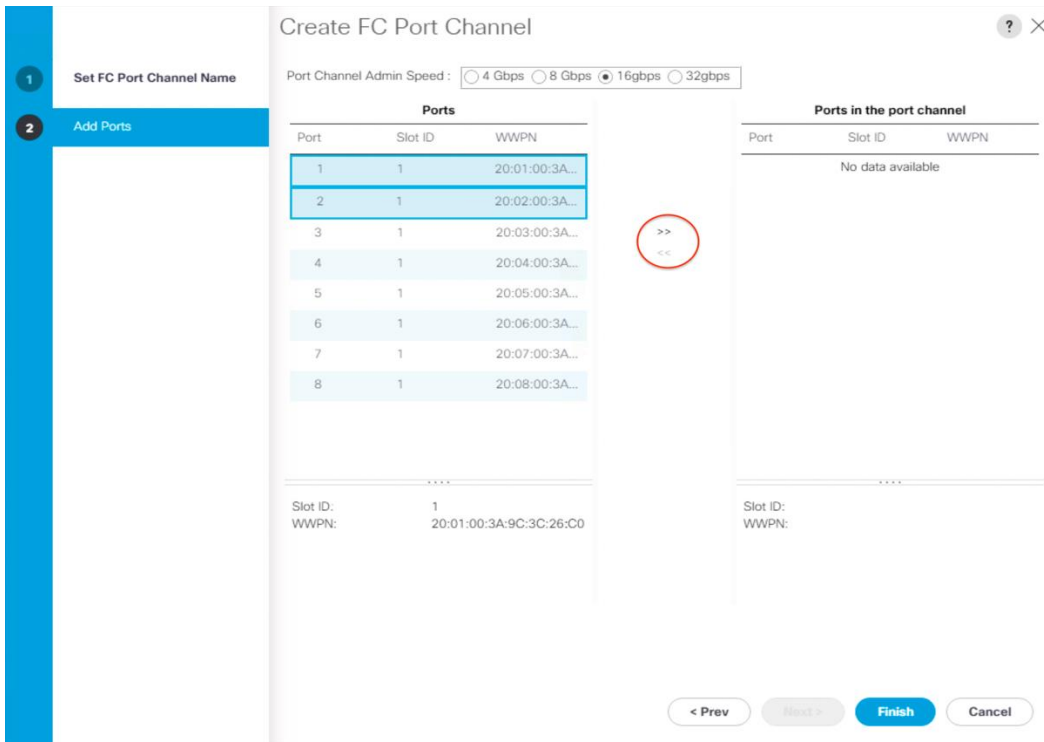 Create FC Port Channel
?
1 Set FC Port Channel Name
2 Add Ports
Port Channel Admin Speed : 4 Gbps 8 Gbps 16gbps 32gbps
Ports
Port Slot ID WWPN
1 1 20:01:00:3A...
2 1 20:02:00:3A...
3 1 20:03:00:3A...
4 1 20:04:00:3A...
5 1 20:05:00:3A...
6 1 20:06:00:3A...
7 1 20:07:00:3A...
8 1 20:08:00:3A...
Slot ID: 1
WWPN: 20:01:00:3A:9C:3C:26:C0
>>
<<
Ports in the port channel
Port Slot ID WWPN
No data available
Slot ID:
WWPN:
< Prev Next > Finish Cancel